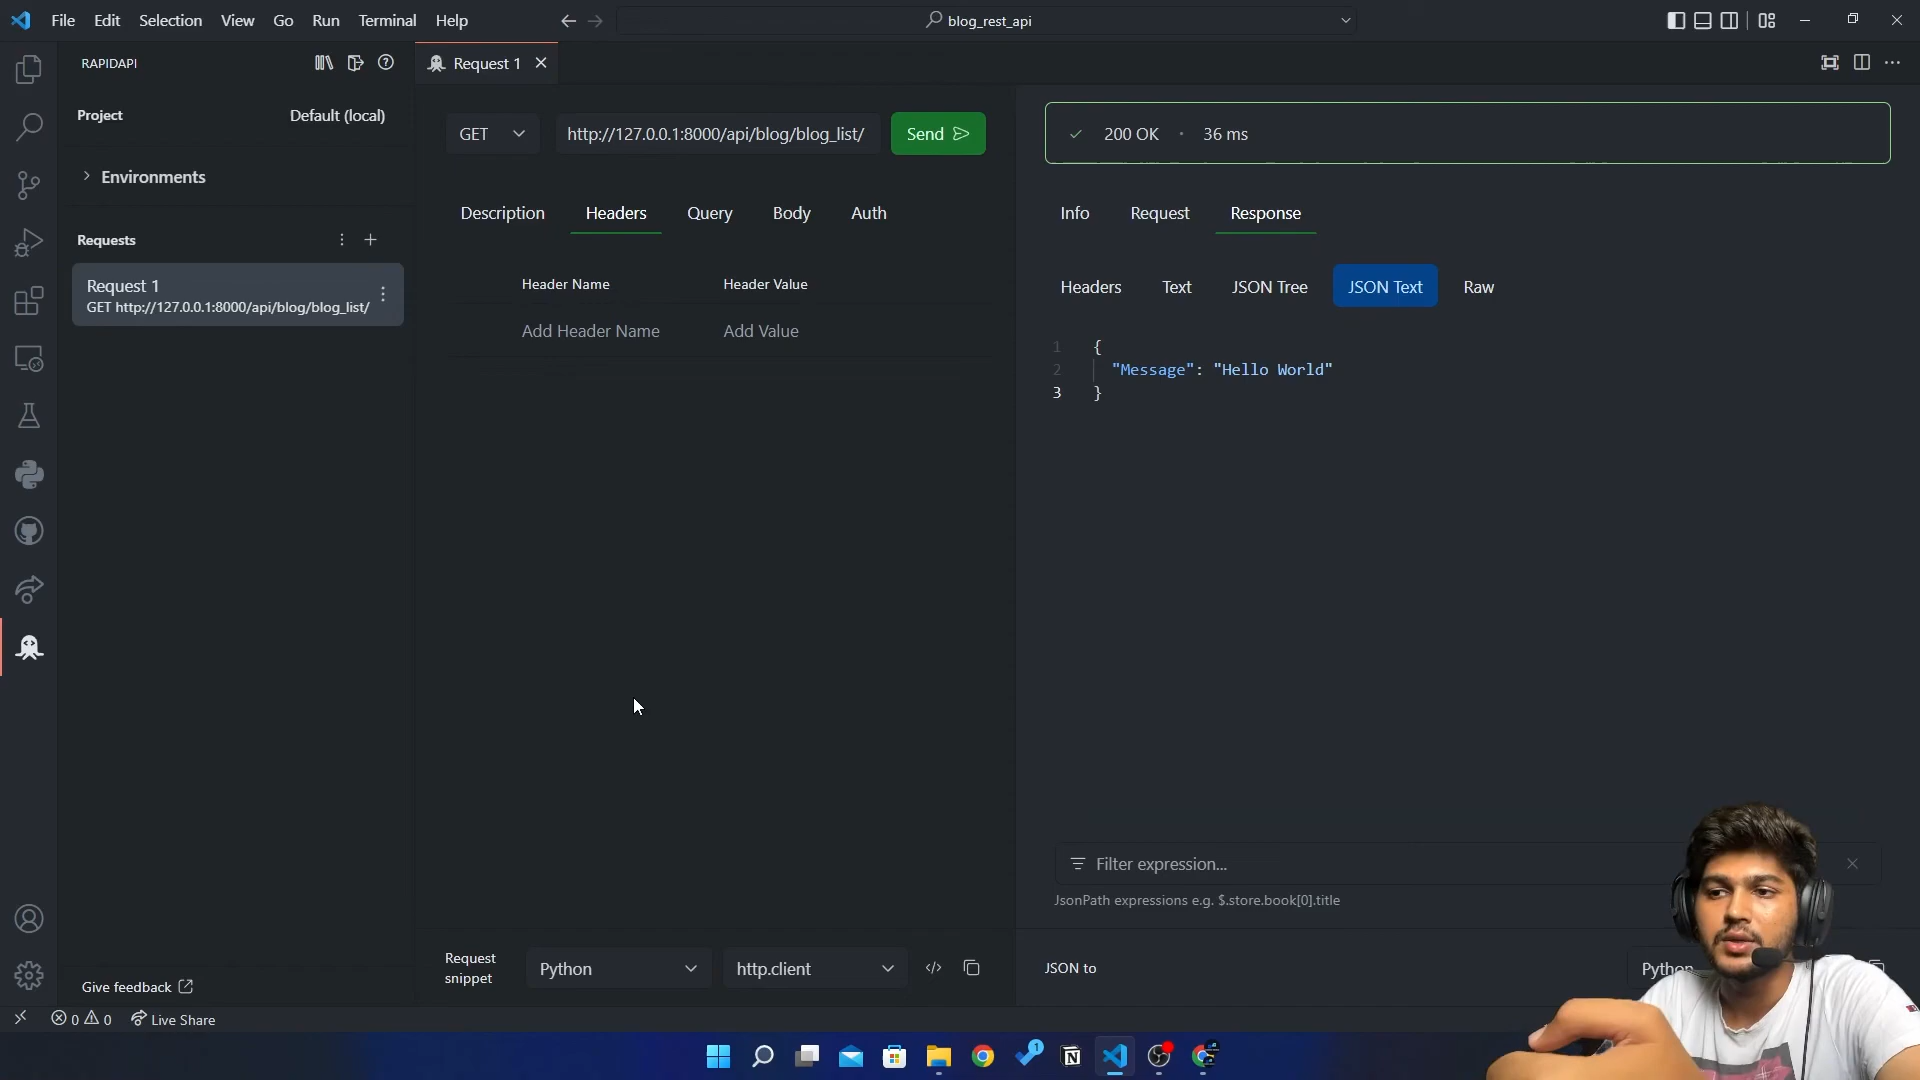 File Edit Selection View Go Run Terminal Help
blog_rest_api
RAPIDAPI
Request 1
Project
Default (local)
GET
http://127.0.0.1:8000/api/blog/blog_list/
Send
200 OK · 36 ms
Environments
Description Headers Query Body Auth
Info Request Response
Requests
Request 1
GET http://127.0.0.1:8000/api/blog/blog_list/
Header Name Header Value
Add Header Name Add Value
Headers Text JSON Tree JSON Text Raw
1 {
2 "Message": "Hello World"
3 }
Filter expression...
JsonPath expressions e.g. $.store.book[0].title
Request
snippet
Python
http.client
JSON to
Python
Give feedback
0 0 Live Share
1